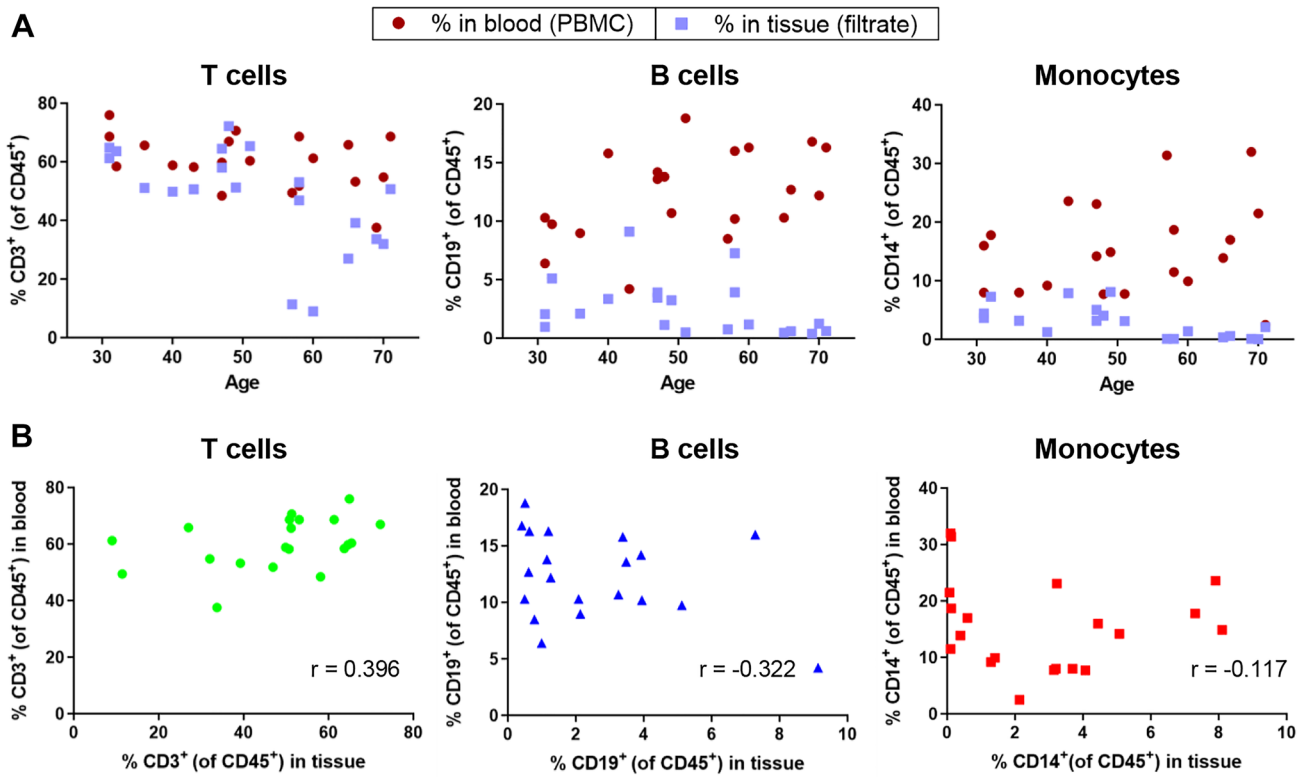 A
% in blood (PBMC) % in tissue (filtrate)
T cells
% CD3⁺ (of CD45⁺)
80
60
40
20
0
30 40 50 60 70
Age
B cells
% CD19⁺ (of CD45⁺)
20
15
10
5
0
30 40 50 60 70
Age
Monocytes
% CD14⁺ (of CD45⁺)
40
30
20
10
0
30 40 50 60 70
Age
B
T cells
% CD3⁺ (of CD45⁺) in blood
80
60
40
20
0
r = 0.396
0 20 40 60 80
% CD3⁺ (of CD45⁺) in tissue
B cells
% CD19⁺ (of CD45⁺) in blood
20
15
10
5
0
r = -0.322
0 2 4 6 8 10
% CD19⁺ (of CD45⁺) in tissue
Monocytes
% CD14⁺ (of CD45⁺) in blood
40
30
20
10
0
r = -0.117
0 2 4 6 8 10
% CD14⁺(of CD45⁺) in tissue